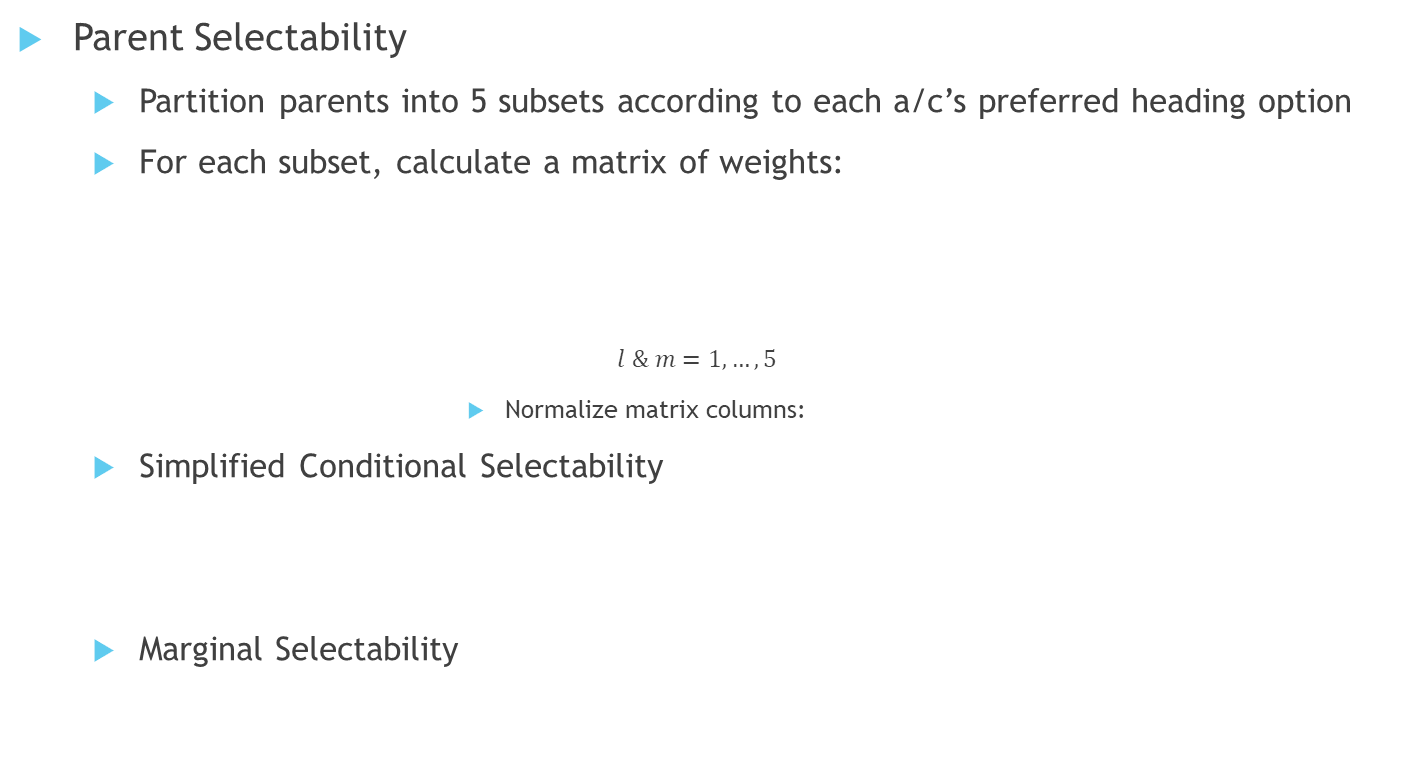 Parent Selectability
Partition parents into 5 subsets according to each a/c’s preferred heading option
For each subset, calculate a matrix of weights:
l & m = 1, … , 5
Normalize matrix columns:
Simplified Conditional Selectability
Marginal Selectability